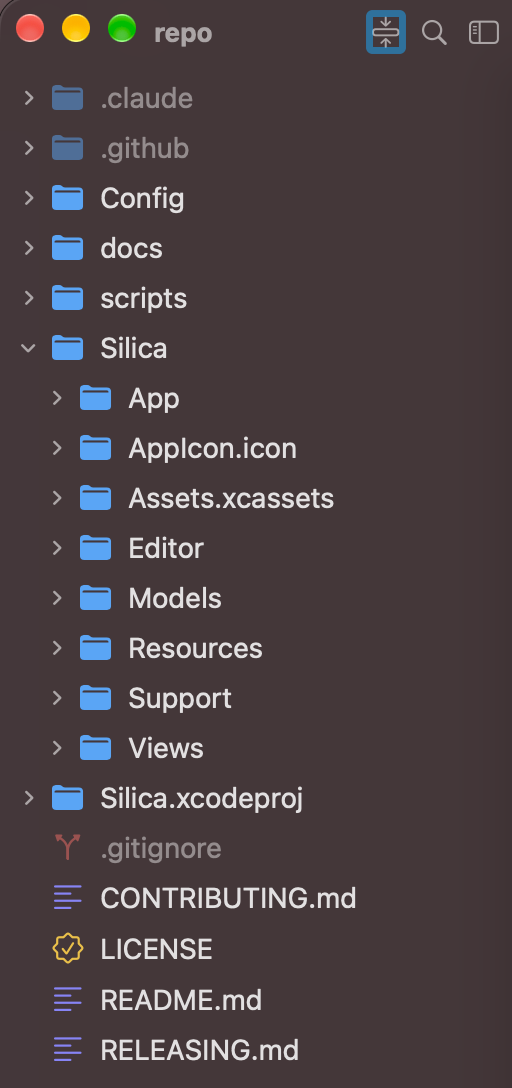 repo
.claude
.github
Config
docs
scripts
Silica
App
AppIcon.icon
Assets.xcassets
Editor
Models
Resources
Support
Views
Silica.xcodeproj
.gitignore
CONTRIBUTING.md
LICENSE
README.md
RELEASING.md